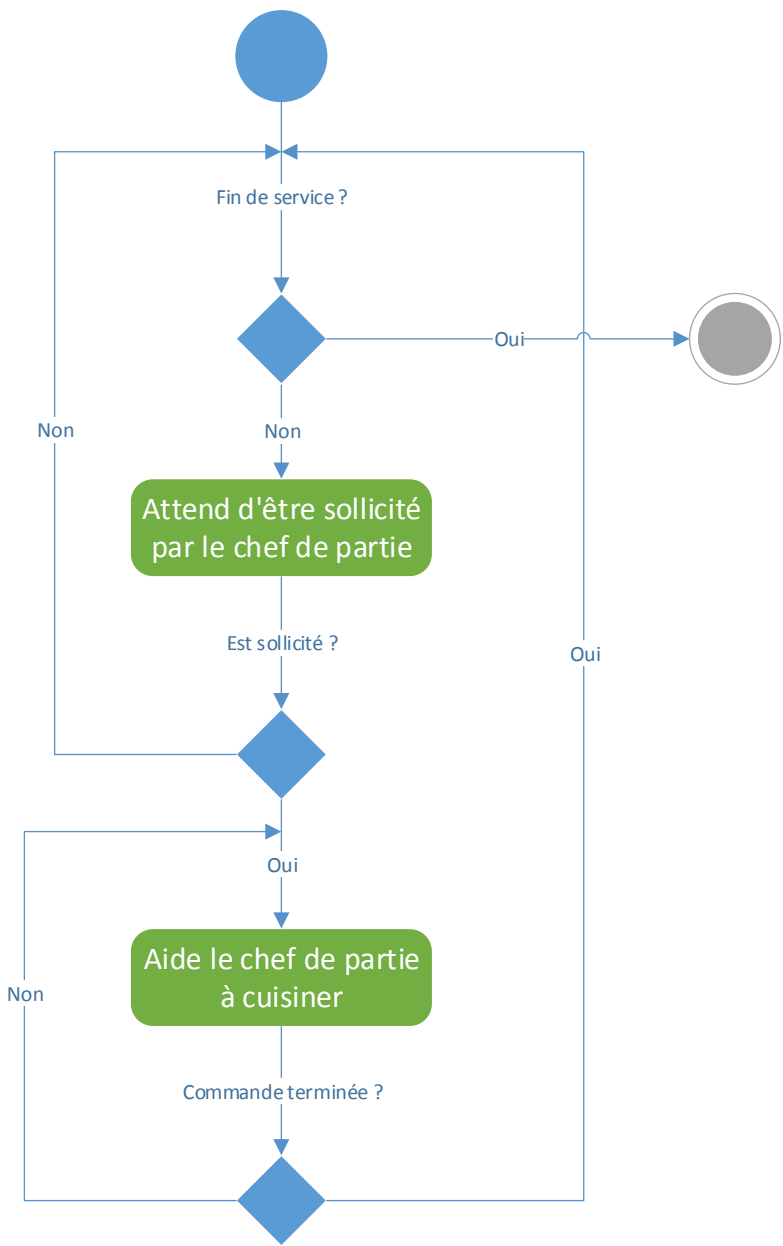 Fin de service ?
Oui
Non
Non
Attend d'être sollicité
par le chef de partie
Est sollicité ?
Oui
Oui
Aide le chef de partie
à cuisiner
Non
Commande terminée ?